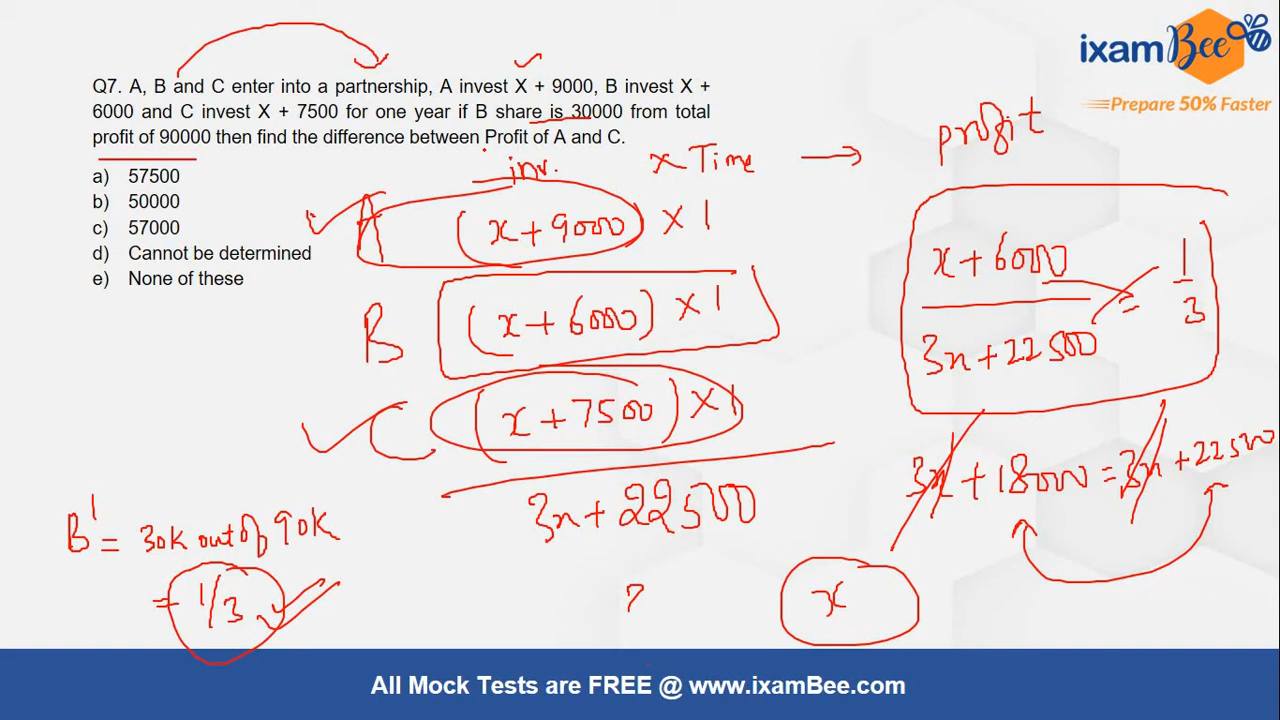 ixamBee
Prepare 50% Faster
Q7. A, B and C enter into a partnership, A invest X + 9000, B invest X +
6000 and C invest X + 7500 for one year if B share is 30000 from total
profit of 90000 then find the difference between Profit of A and C.
a) 57500
b) 50000
c) 57000
d) Cannot be determined
e) None of these
inv. x Time → profit
A (x+9000) x 1
B (x+6000) x 1
C (x+7500) x 1
3x+22500
x+6000 / 3x+22500 = 1/3
3x+18000 = 3x+22500
B' = 30K out of 90K
= 1/3
x
All Mock Tests are FREE @ www.ixamBee.com